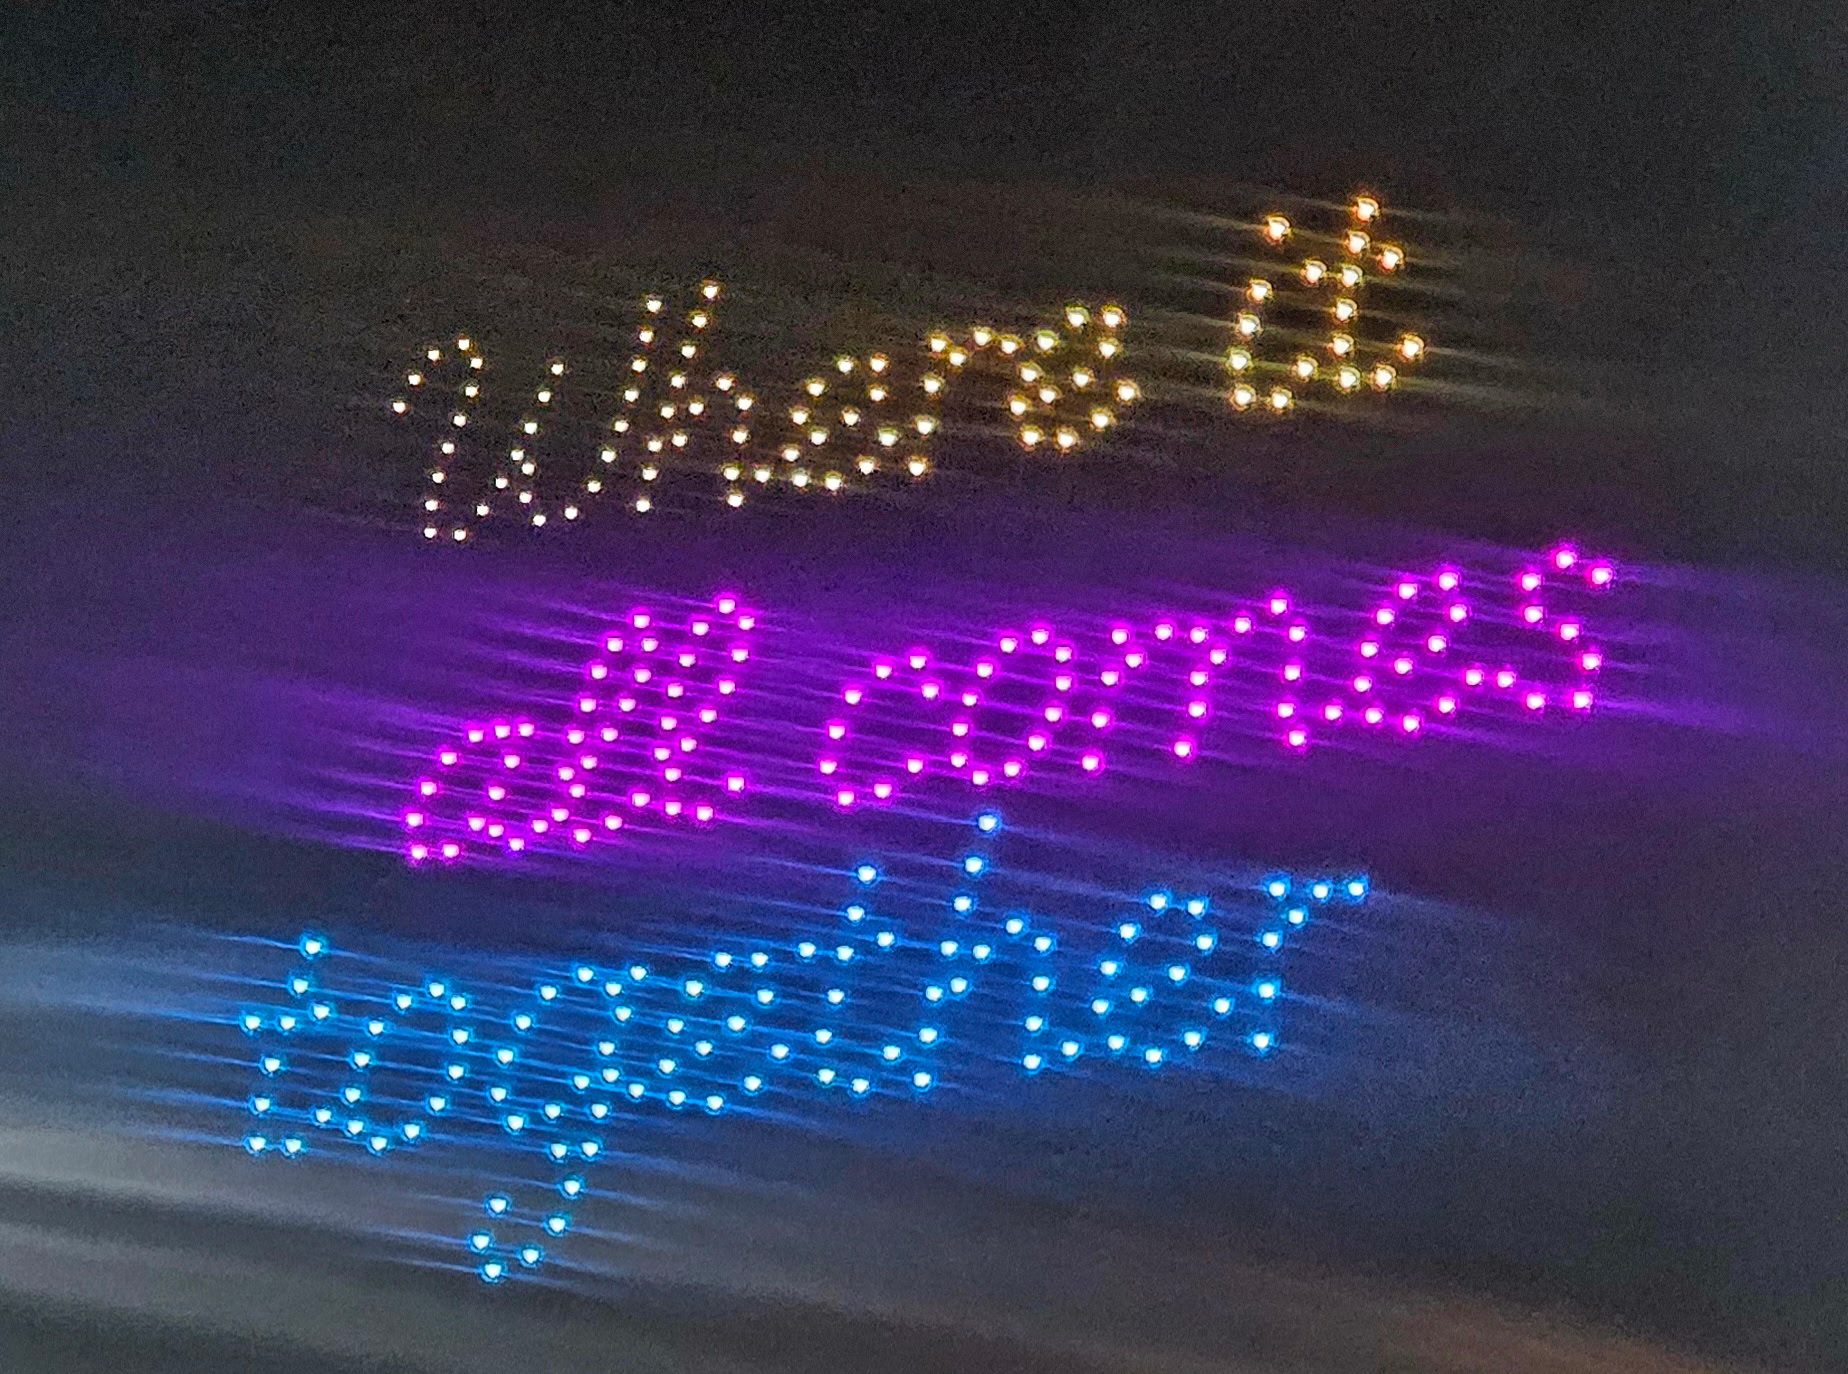 Where it
all comes
together